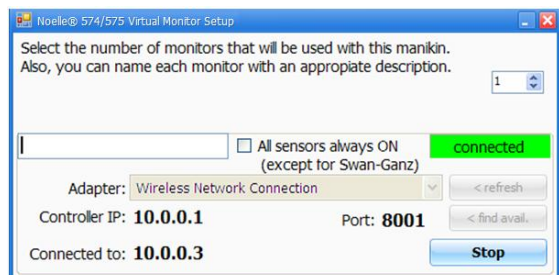 Noelle® 574/575 Virtual Monitor Setup
Select the number of monitors that will be used with this manikin.
Also, you can name each monitor with an appropiate description.
1
All sensors always ON
(except for Swan-Ganz)
connected
Adapter: Wireless Network Connection < refresh
Controller IP: 10.0.0.1 Port: 8001 < find avail.
Connected to: 10.0.0.3 Stop